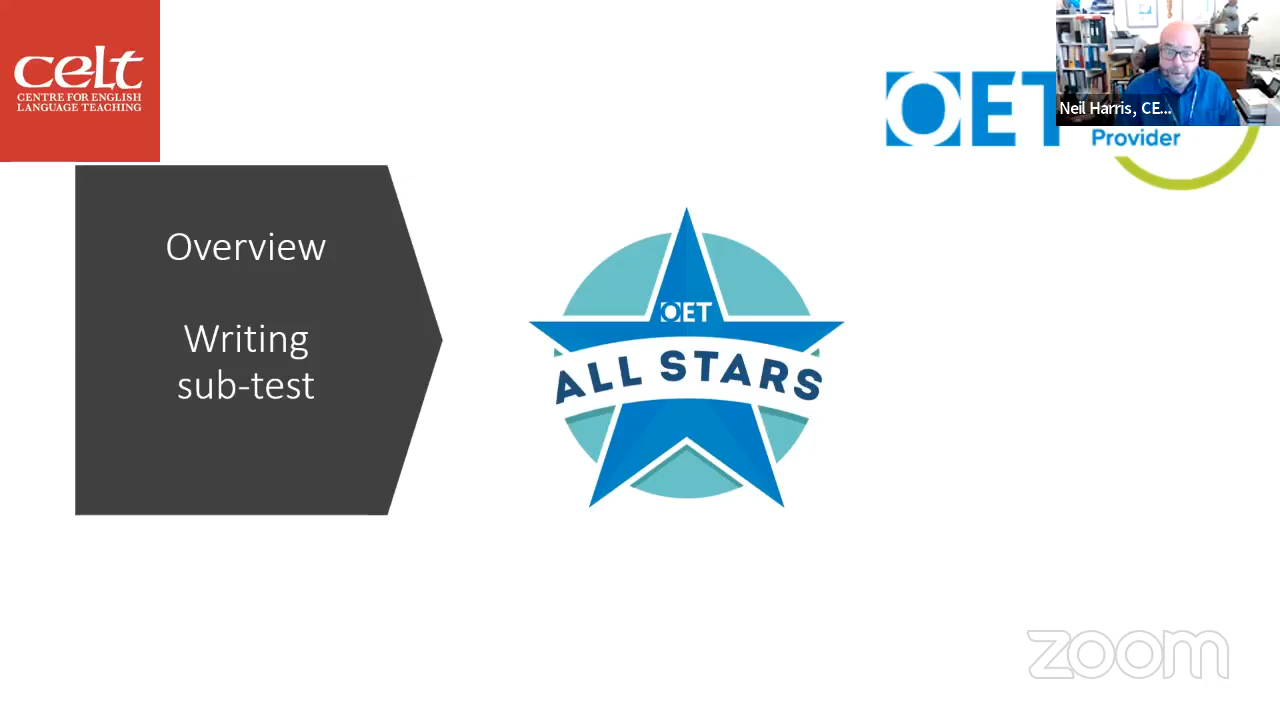 celt
CENTRE FOR ENGLISH
LANGUAGE TEACHING
OET
Provider
Neil Harris, CE...
Overview
Writing
sub-test
OET
ALL STARS
zoom